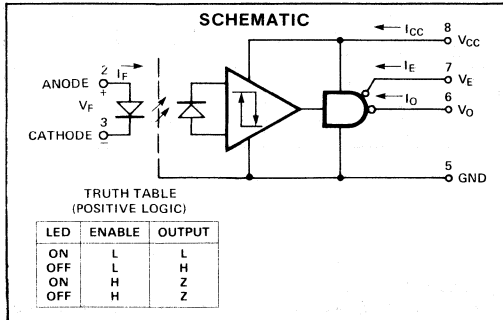 SCHEMATIC
ICC 8 VCC
2 IF
ANODE +
VF
IE 7 VE
IO 6 VO
3
CATHODE −
5 GND
TRUTH TABLE
(POSITIVE LOGIC)
LED ENABLE OUTPUT
ON L L
OFF L H
ON H Z
OFF H Z